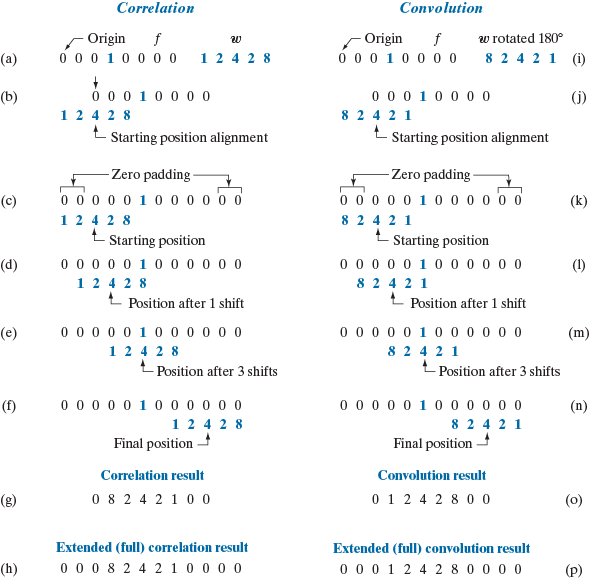 Correlation Convolution
Origin f w Origin f w rotated 180°
(a) 0 0 0 1 0 0 0 0 1 2 4 2 8 0 0 0 1 0 0 0 0 8 2 4 2 1 (i)
(b) 0 0 0 1 0 0 0 0 0 0 0 1 0 0 0 0 (j)
1 2 4 2 8 8 2 4 2 1
Starting position alignment Starting position alignment
Zero padding Zero padding
(c) 0 0 0 0 0 1 0 0 0 0 0 0 0 0 0 0 0 1 0 0 0 0 0 0 (k)
1 2 4 2 8 8 2 4 2 1
Starting position Starting position
(d) 0 0 0 0 0 1 0 0 0 0 0 0 0 0 0 0 0 1 0 0 0 0 0 0 (l)
1 2 4 2 8 8 2 4 2 1
Position after 1 shift Position after 1 shift
(e) 0 0 0 0 0 1 0 0 0 0 0 0 0 0 0 0 0 1 0 0 0 0 0 0 (m)
1 2 4 2 8 8 2 4 2 1
Position after 3 shifts Position after 3 shifts
(f) 0 0 0 0 0 1 0 0 0 0 0 0 0 0 0 0 0 1 0 0 0 0 0 0 (n)
1 2 4 2 8 8 2 4 2 1
Final position Final position
Correlation result Convolution result
(g) 0 8 2 4 2 1 0 0 0 1 2 4 2 8 0 0 (o)
Extended (full) correlation result Extended (full) convolution result
(h) 0 0 0 8 2 4 2 1 0 0 0 0 0 0 0 1 2 4 2 8 0 0 0 0 (p)